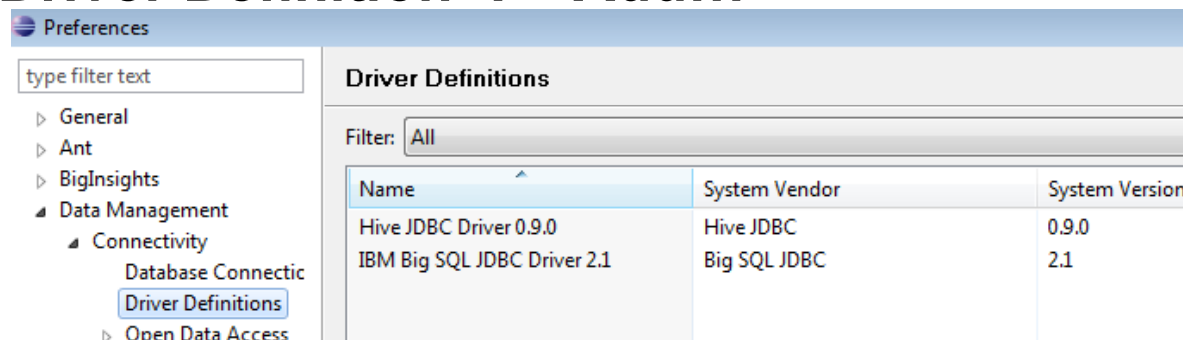 Preferences
type filter text
General
Ant
BigInsights
Data Management
Connectivity
Database Connectic
Driver Definitions
Open Data Access
Driver Definitions
Filter: All
Name System Vendor System Version
Hive JDBC Driver 0.9.0 Hive JDBC 0.9.0
IBM Big SQL JDBC Driver 2.1 Big SQL JDBC 2.1